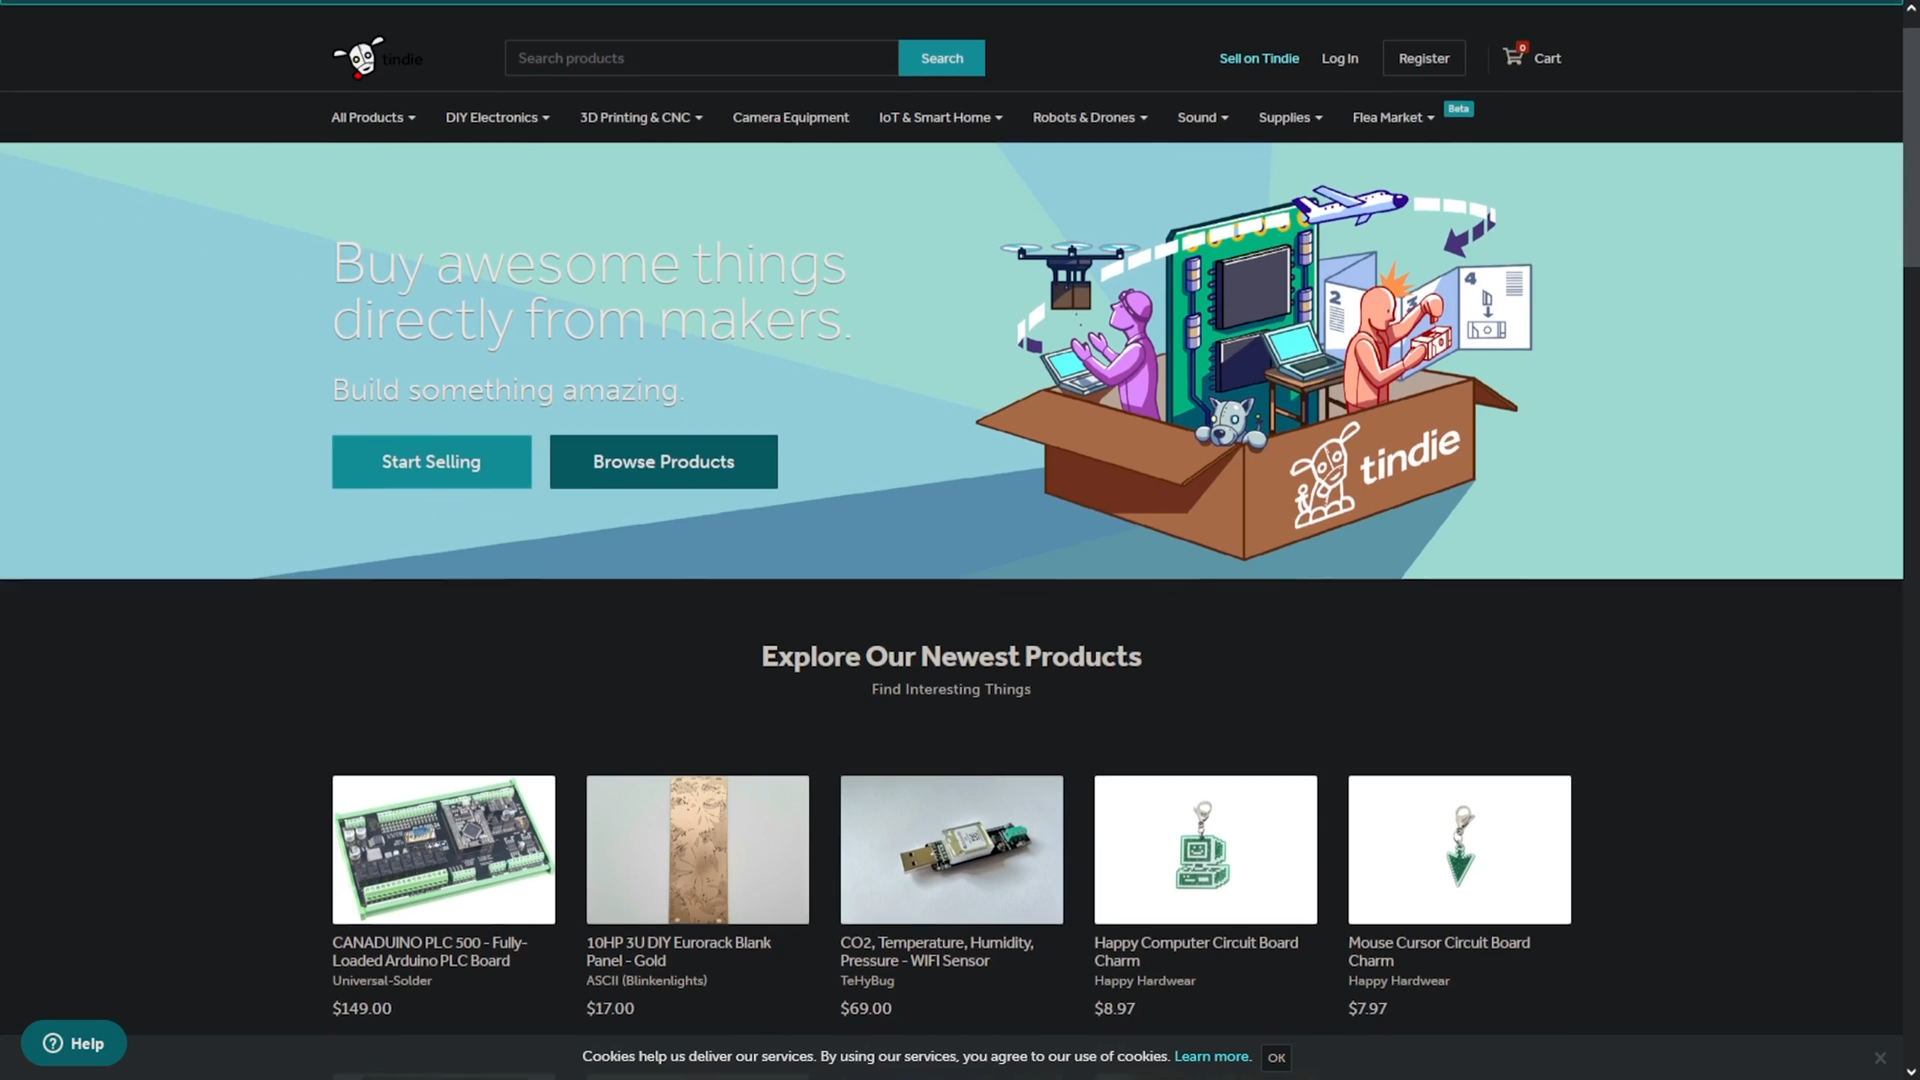 tindie
Search products
Search
Sell on Tindie
Log In
Register
0
Cart
All Products
DIY Electronics
3D Printing & CNC
Camera Equipment
IoT & Smart Home
Robots & Drones
Sound
Supplies
Flea Market
Beta
Buy awesome things
directly from makers.
Build something amazing.
Start Selling
Browse Products
2
3
4
tindie
Explore Our Newest Products
Find Interesting Things
CANADUINO PLC 500 - Fully-
Loaded Arduino PLC Board
Universal-Solder
$149.00
10HP 3U DIY Eurorack Blank
Panel - Gold
ASCII (Blinkenlights)
$17.00
CO2, Temperature, Humidity,
Pressure - WIFI Sensor
TeHyBug
$69.00
Happy Computer Circuit Board
Charm
Happy Hardwear
$8.97
Mouse Cursor Circuit Board
Charm
Happy Hardwear
$7.97
Help
Cookies help us deliver our services. By using our services, you agree to our use of cookies. Learn more.
OK